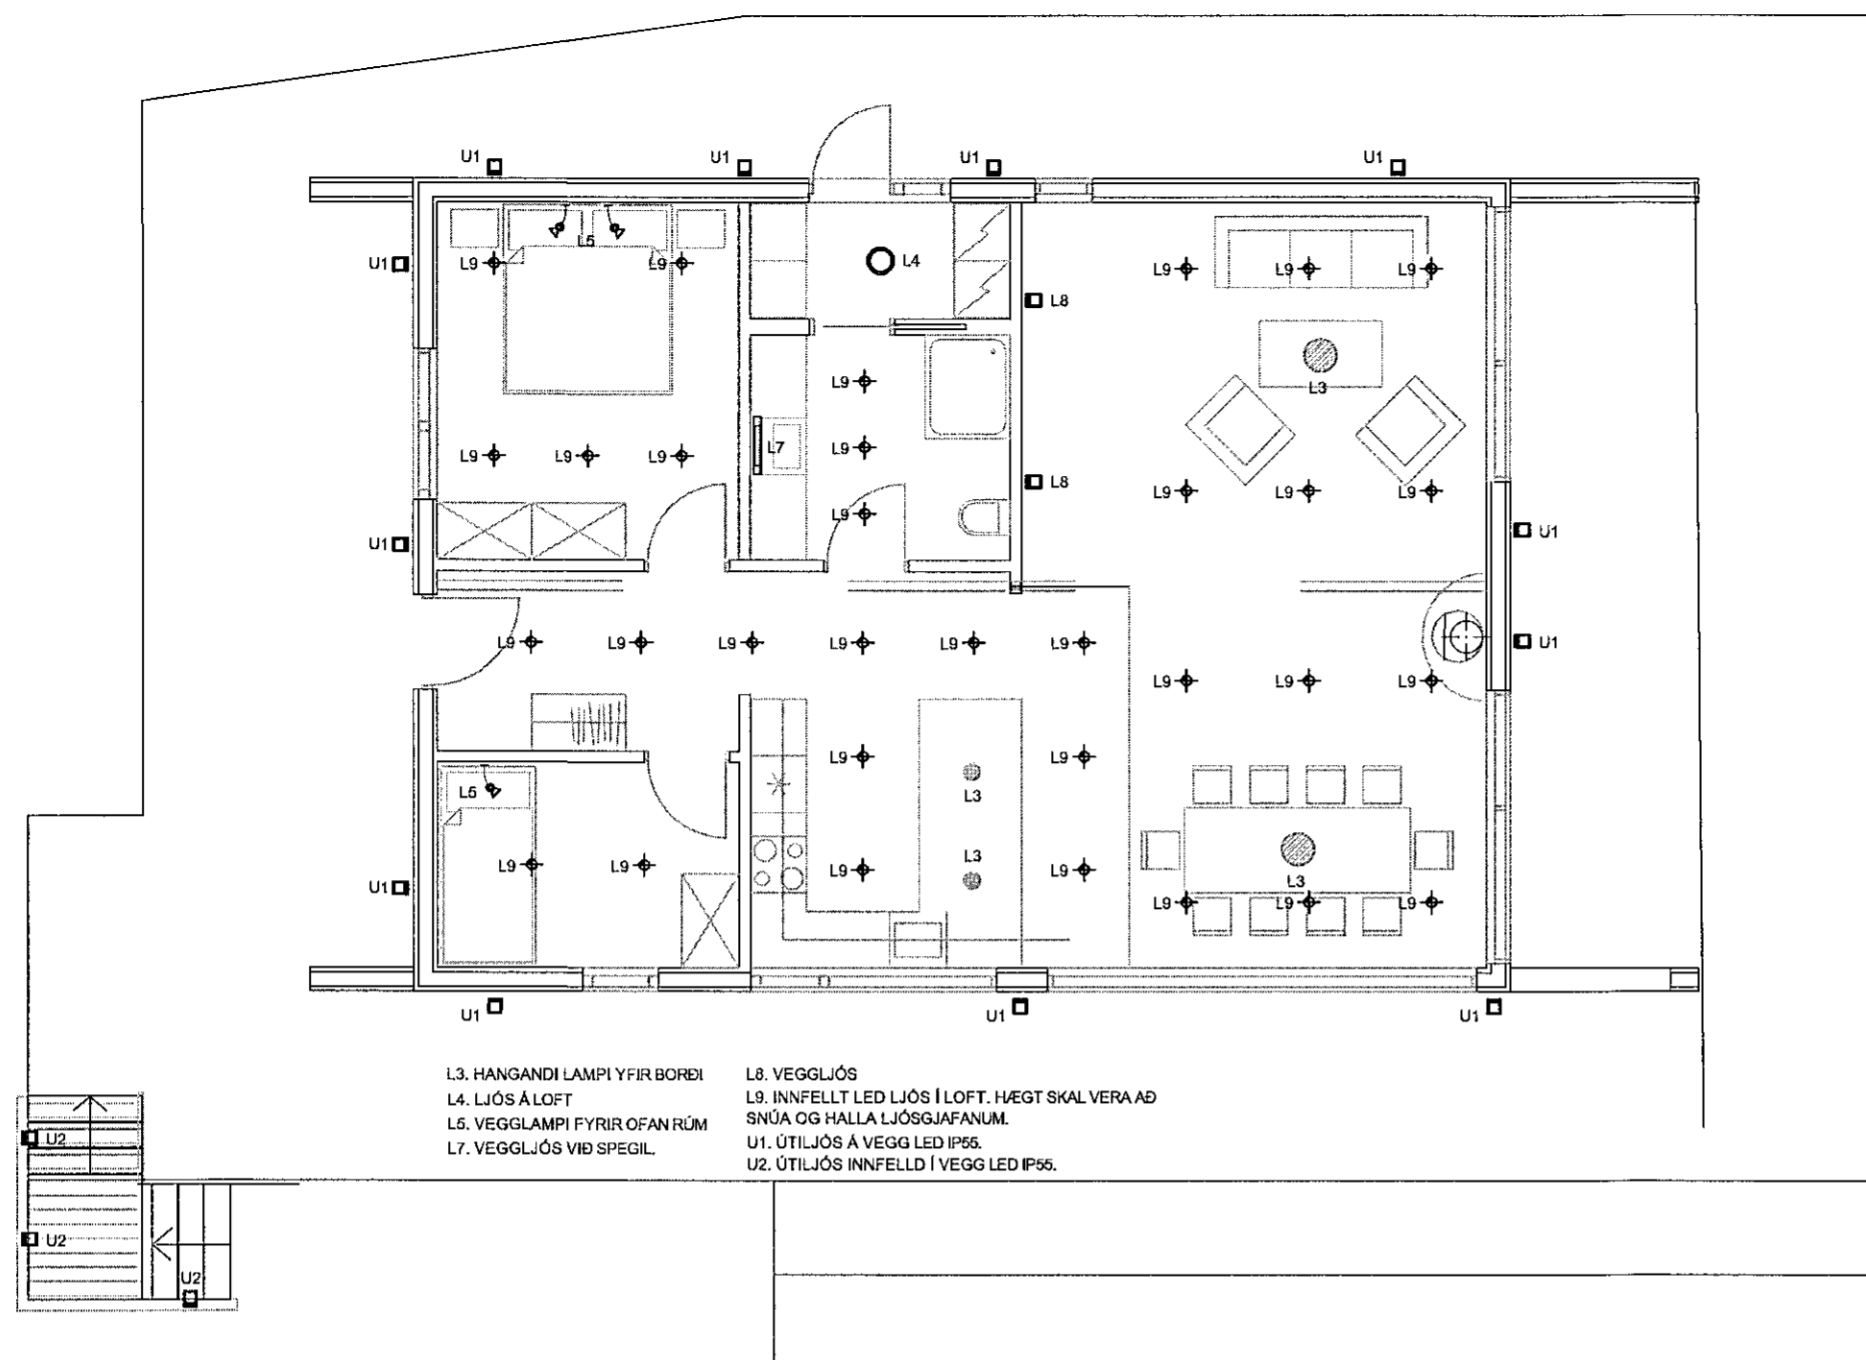 U1 U1 U1 U1
L5
U1 L9 L9 L4 L9 L9 L9
L8
L9 L3
L9 L9 L9 L7 L9
L8
L9 L9 L9 L9
U1 U1
L9 L9 L9 L9 L9 L9 U1
L9 L9 L9
L9 L9
L5 L3
L9 L9 L3 L9 L9
U1 L3
L9 L9 L9
U1 U1 U1
L3. HANGANDI LAMPI YFIR BORÐI
L4. LJÓS Á LOFT
L5. VEGGLAMPI FYRIR OFAN RÚM
L7. VEGGLJÓS VIÐ SPEGIL.
L8. VEGGLJÓS
L9. INNFELLT LED LJÓS Í LOFT. HÆGT SKAL VERA AÐ
SNÚA OG HALLA LJÓSGJAFANUM.
U1. ÚTILJÓS Á VEGG LED IP55.
U2. ÚTILJÓS INNFELLD Í VEGG LED IP55.
U2
U2
U2